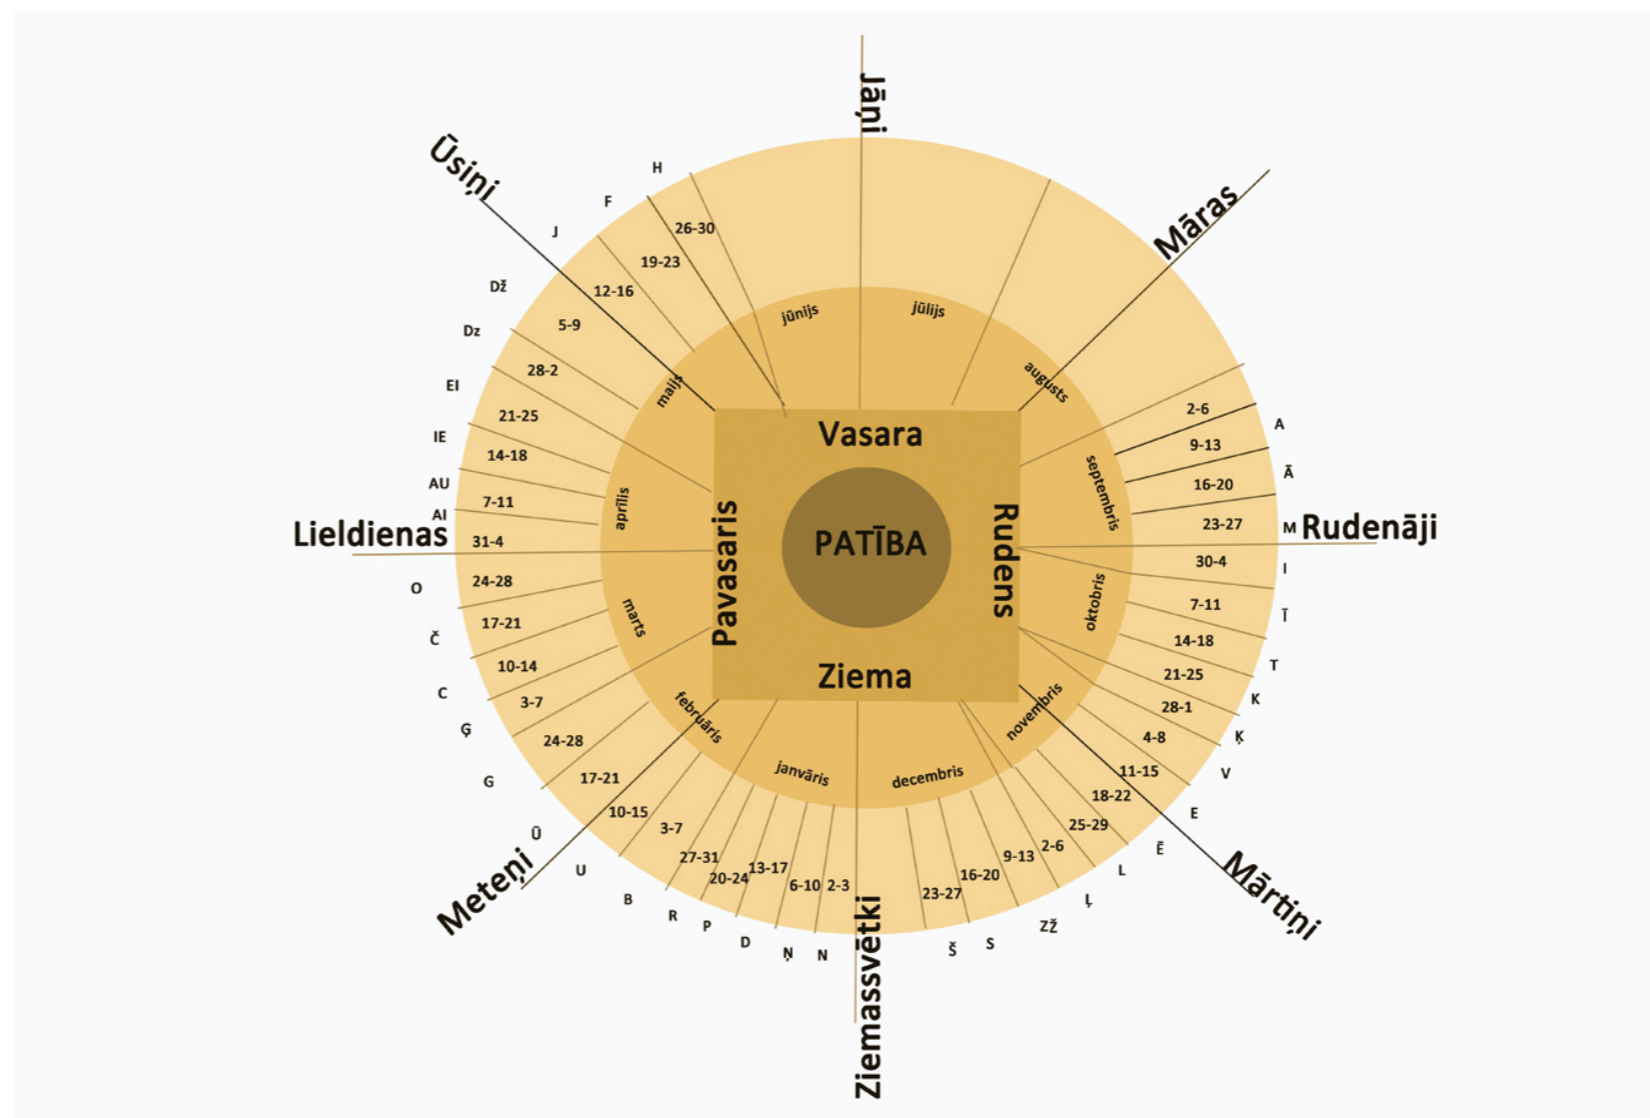 Jāņi
Māras
Rudenāji
Mārtiņi
Ziemassvētki
Meteņi
Lieldienas
Ūsiņi
PATĪBA
Vasara
Rudens
Ziema
Pavasaris
jūnijs
jūlijs
augusts
septembris
oktobris
novembris
decembris
janvāris
februāris
marts
aprīlis
maijs
2-6
9-13
16-20
23-27
30-4
7-11
14-18
21-25
28-1
4-8
11-15
18-22
25-29
2-6
9-13
16-20
23-27
2-3
6-10
13-17
20-24
27-31
3-7
10-15
17-21
24-28
3-7
10-14
17-21
24-28
31-4
7-11
14-18
21-25
28-2
5-9
12-16
19-23
26-30
A
Ā
M
I
Ī
T
K
Ķ
V
E
Ē
L
Ļ
ZŽ
S
Š
N
Ņ
D
P
R
B
U
Ū
G
Ģ
C
Č
O
AI
AU
IE
EI
Dz
Dž
J
F
H